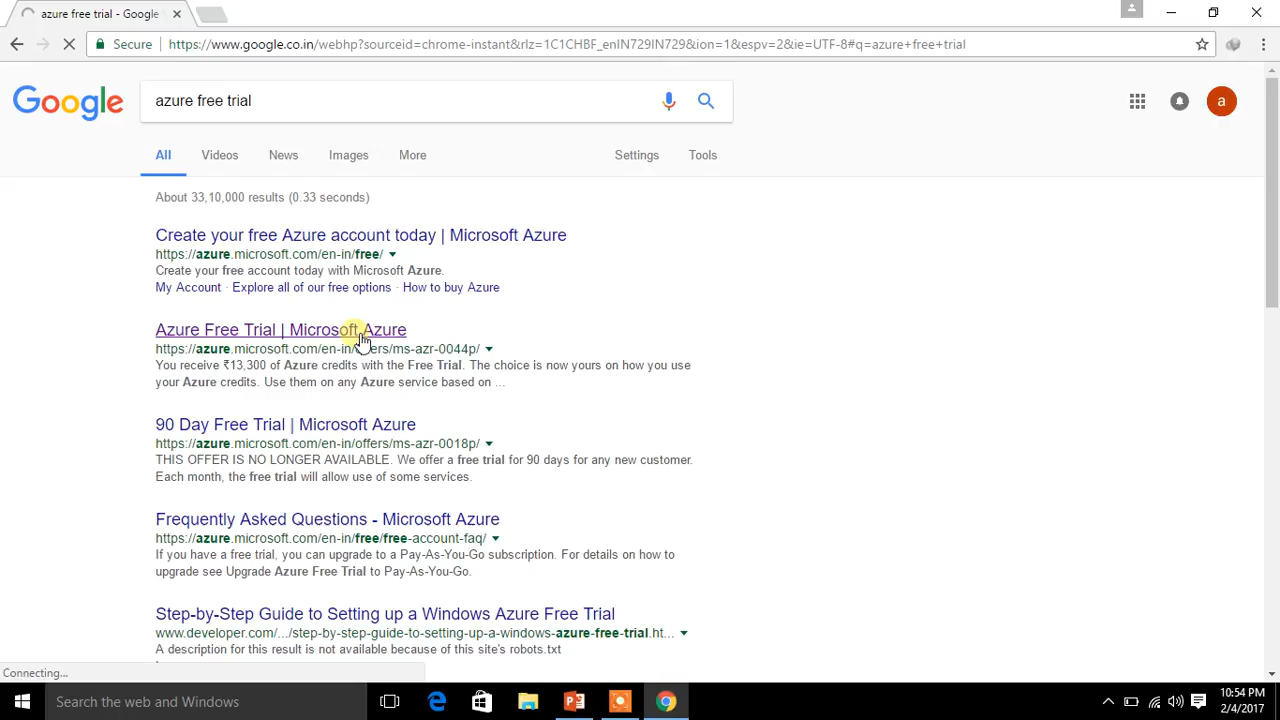 azure free trial - Google
Secure https://www.google.co.in/webhp?sourceid=chrome-instant&rlz=1C1CHBF_enIN729IN729&ion=1&espv=2&ie=UTF-8#q=azure+free+trial
Google
azure free trial
a
All Videos News Images More Settings Tools
About 33,10,000 results (0.33 seconds)
Create your free Azure account today | Microsoft Azure
https://azure.microsoft.com/en-in/free/
Create your free account today with Microsoft Azure.
My Account · Explore all of our free options · How to buy Azure
Azure Free Trial | Microsoft Azure
https://azure.microsoft.com/en-in/offers/ms-azr-0044p/
You receive ₹13,300 of Azure credits with the Free Trial. The choice is now yours on how you use
your Azure credits. Use them on any Azure service based on ...
90 Day Free Trial | Microsoft Azure
https://azure.microsoft.com/en-in/offers/ms-azr-0018p/
THIS OFFER IS NO LONGER AVAILABLE. We offer a free trial for 90 days for any new customer.
Each month, the free trial will allow use of some services.
Frequently Asked Questions - Microsoft Azure
https://azure.microsoft.com/en-in/free/free-account-faq/
If you have a free trial, you can upgrade to a Pay-As-You-Go subscription. For details on how to
upgrade see Upgrade Azure Free Trial to Pay-As-You-Go.
Step-by-Step Guide to Setting up a Windows Azure Free Trial
www.developer.com/.../step-by-step-guide-to-setting-up-a-windows-azure-free-trial.ht...
A description for this result is not available because of this site's robots.txt
Connecting...
Search the web and Windows
10:54 PM
2/4/2017